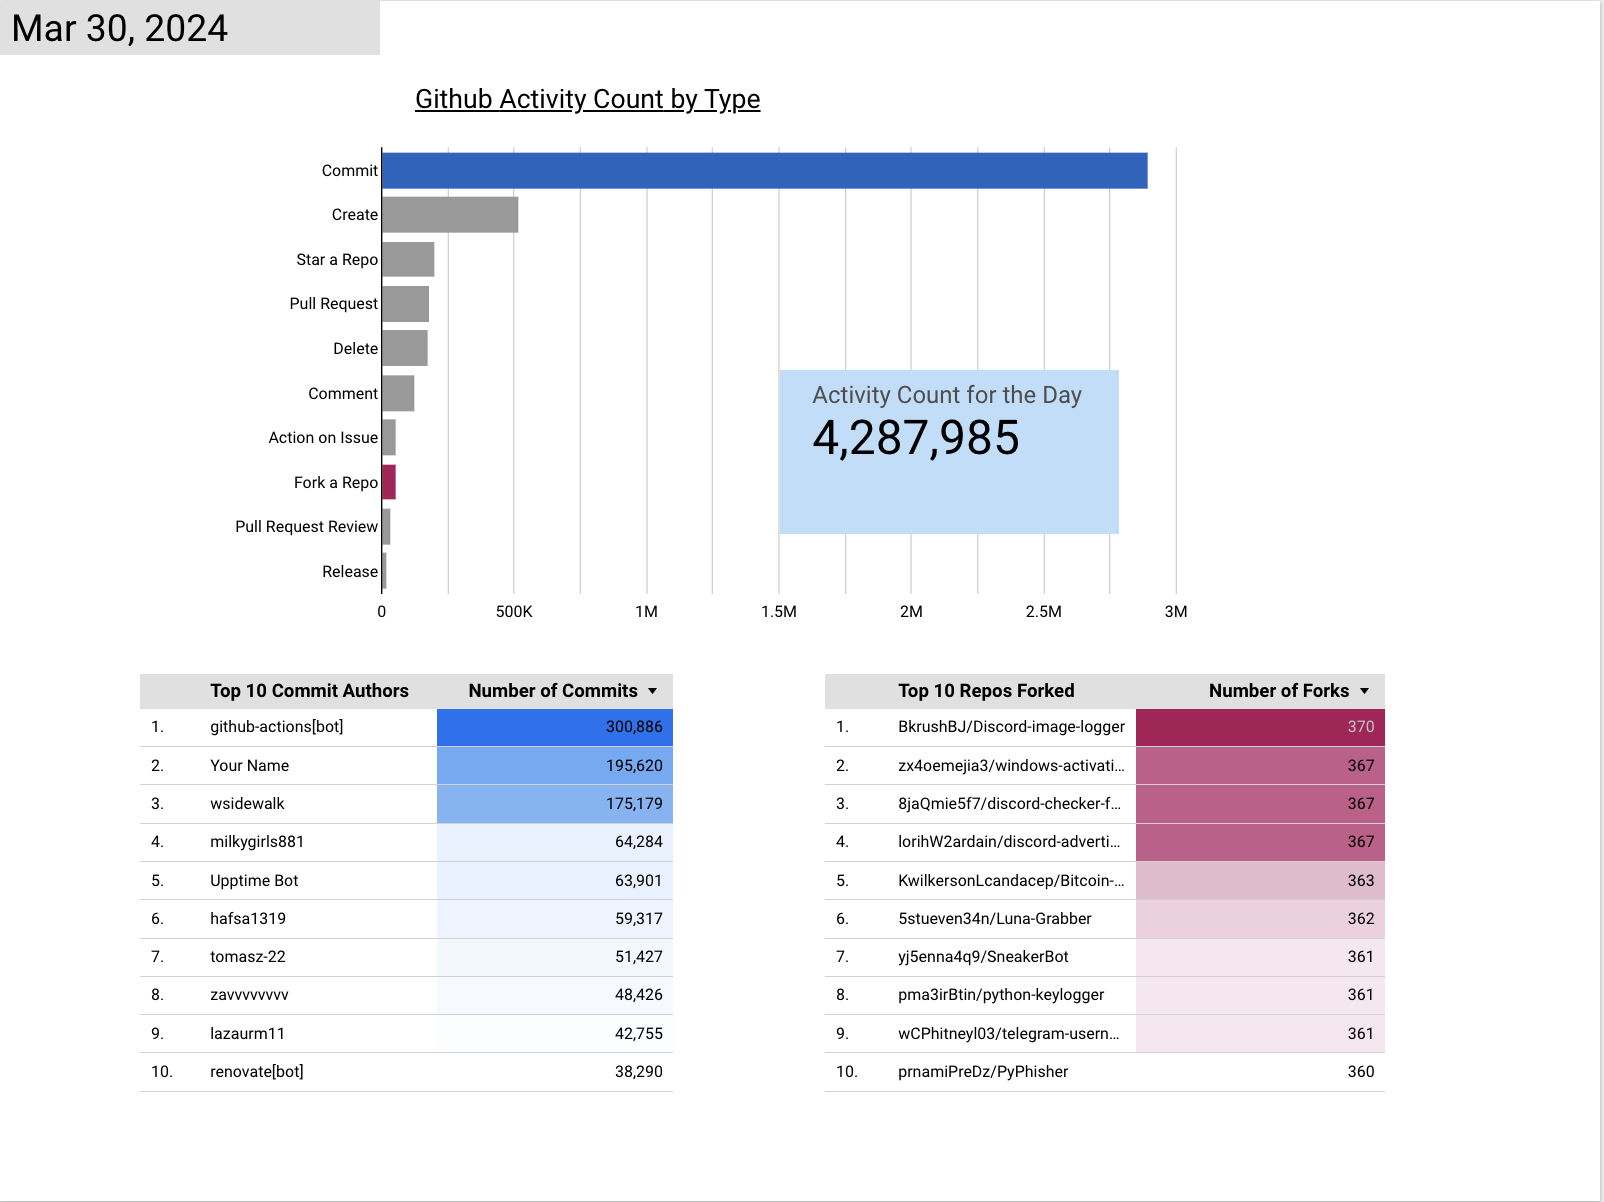 Mar 30, 2024
Github Activity Count by Type
Commit
Create
Star a Repo
Pull Request
Delete
Comment
Action on Issue
Fork a Repo
Pull Request Review
Release
0 500K 1M 1.5M 2M 2.5M 3M
Activity Count for the Day
4,287,985
Top 10 Commit Authors Number of Commits
1. github-actions[bot] 300,886
2. Your Name 195,620
3. wsidewalk 175,179
4. milkygirls881 64,284
5. Upptime Bot 63,901
6. hafsa1319 59,317
7. tomasz-22 51,427
8. zavvvvvvvv 48,426
9. lazaurm11 42,755
10. renovate[bot] 38,290
Top 10 Repos Forked Number of Forks
1. BkrushBJ/Discord-image-logger 370
2. zx4oemejia3/windows-activati... 367
3. 8jaQmie5f7/discord-checker-f... 367
4. lorihW2ardain/discord-adverti... 367
5. KwilkersonLcandacep/Bitcoin-... 363
6. 5stueven34n/Luna-Grabber 362
7. yj5enna4q9/SneakerBot 361
8. pma3irBtin/python-keylogger 361
9. wCPhitneyl03/telegram-usern... 361
10. prnamiPreDz/PyPhisher 360